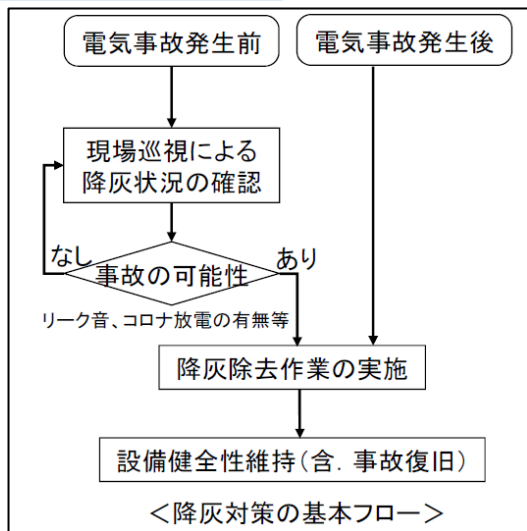 電気事故発生前
電気事故発生後
現場巡視による
降灰状況の確認
なし
事故の可能性
あり
リーク音、コロナ放電の有無等
降灰除去作業の実施
設備健全性維持(含．事故復旧)
＜降灰対策の基本フロー＞